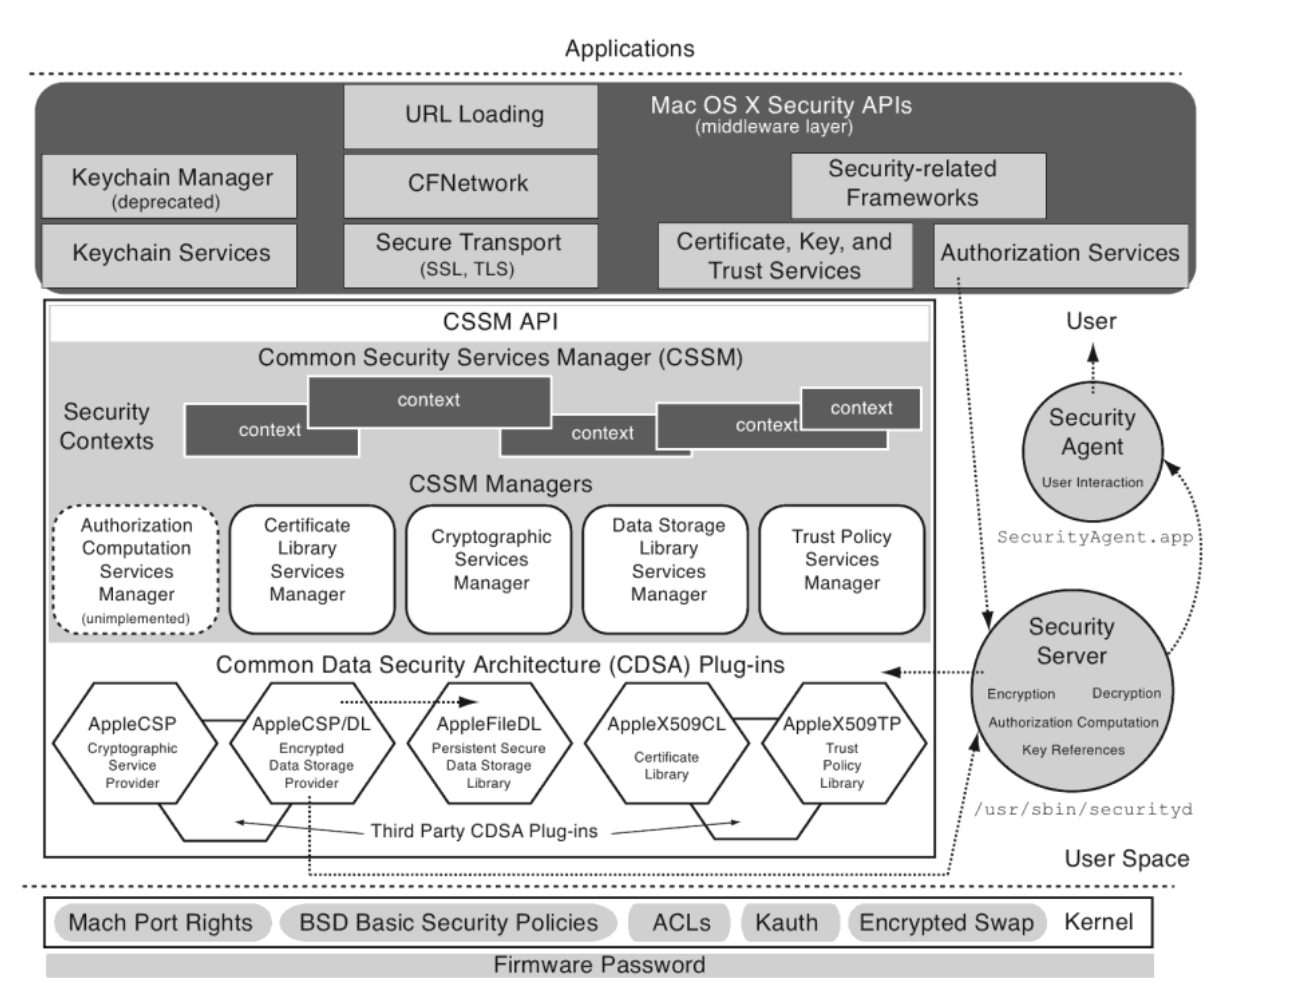 Applications
Mac OS X Security APIs
(middleware layer)
URL Loading
Keychain Manager
(deprecated)
CFNetwork
Security-related
Frameworks
Keychain Services
Secure Transport
(SSL, TLS)
Certificate, Key, and
Trust Services
Authorization Services
CSSM API
Common Security Services Manager (CSSM)
Security
Contexts
context
context
context
context
context
CSSM Managers
Authorization
Computation
Services
Manager
(unimplemented)
Certificate
Library
Services
Manager
Cryptographic
Services
Manager
Data Storage
Library
Services
Manager
Trust Policy
Services
Manager
Common Data Security Architecture (CDSA) Plug-ins
AppleCSP
Cryptographic
Service
Provider
AppleCSP/DL
Encrypted
Data Storage
Provider
AppleFileDL
Persistent Secure
Data Storage
Library
AppleX509CL
Certificate
Library
AppleX509TP
Trust
Policy
Library
Third Party CDSA Plug-ins
User
Security
Agent
User Interaction
SecurityAgent.app
Security
Server
Encryption Decryption
Authorization Computation
Key References
/usr/sbin/securityd
User Space
Mach Port Rights BSD Basic Security Policies ACLs Kauth Encrypted Swap Kernel
Firmware Password